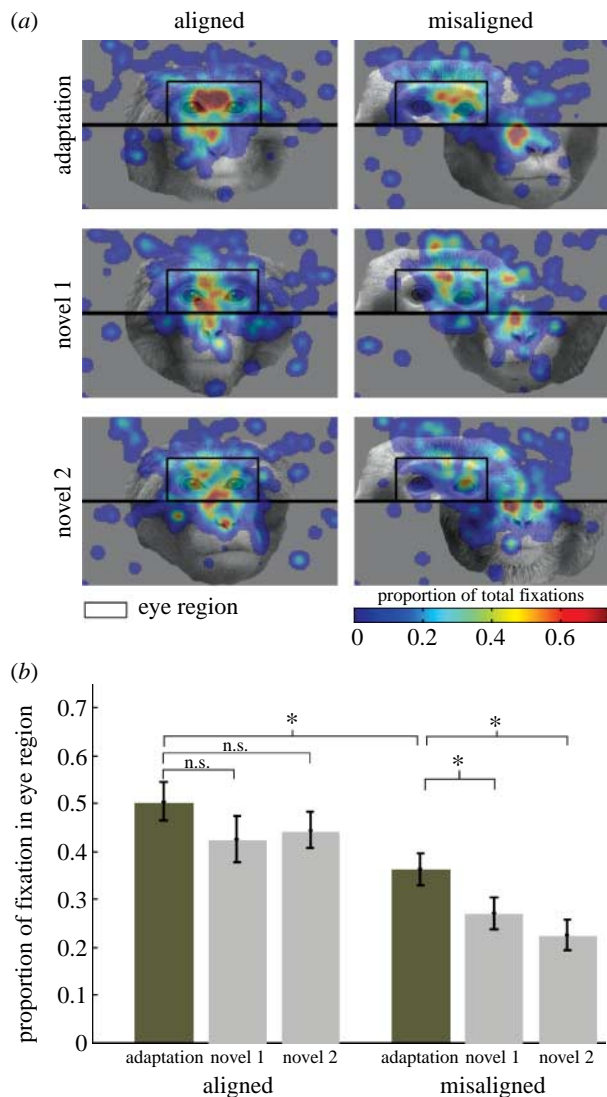 (a) aligned misaligned
adaptation
novel 1
novel 2
eye region
proportion of total fixations
0 0.2 0.4 0.6
(b)
proportion of fixation in eye region
0.7
0.6
0.5
0.4
0.3
0.2
0.1
0
*
n.s.
n.s.
*
*
adaptation novel 1 novel 2 adaptation novel 1 novel 2
aligned misaligned